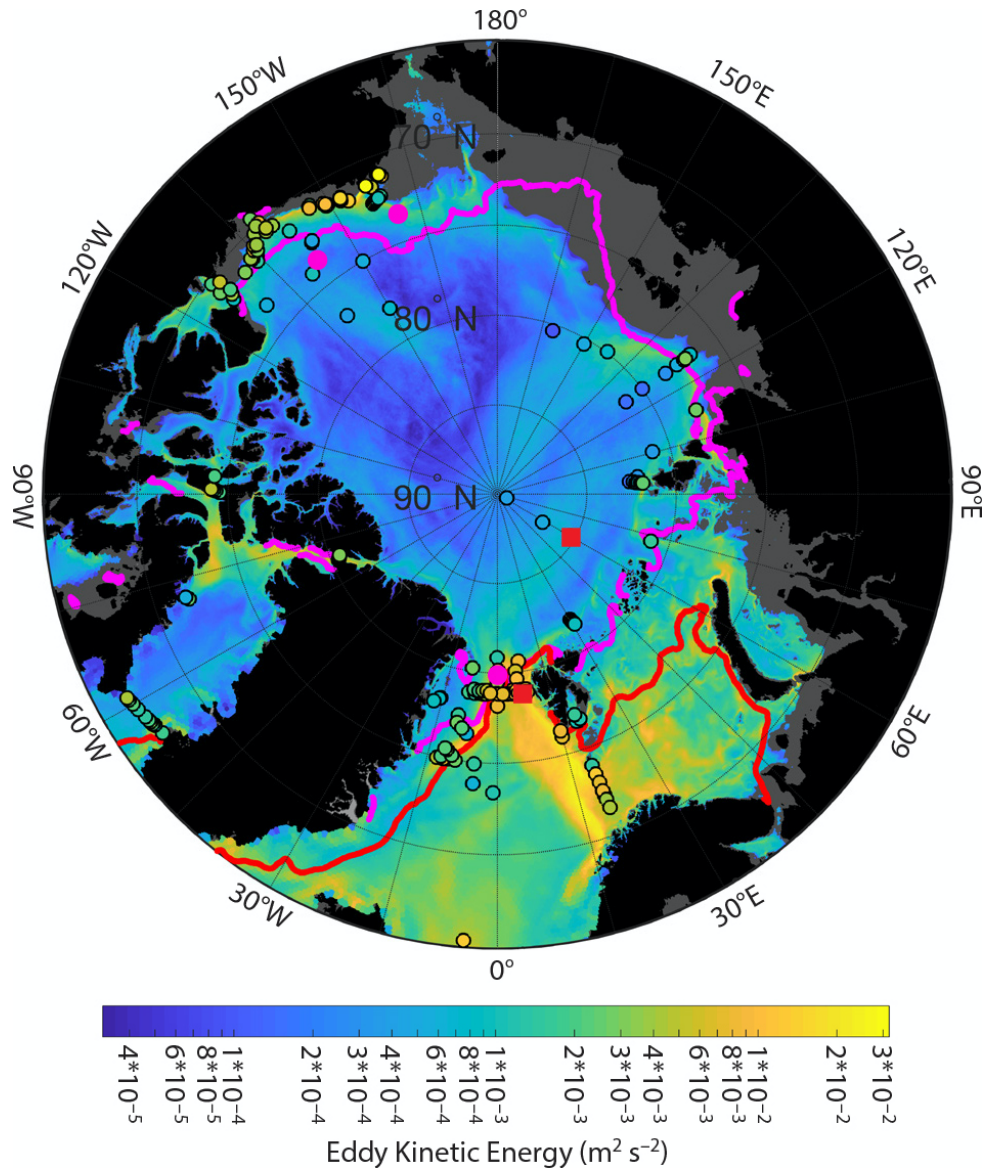 180°
150°W
150°E
70° N
120°W
120°E
80° N
90°W
90° N
90°E
60°W
60°E
30°W
30°E
0°
4*10⁻⁵
6*10⁻⁵
8*10⁻⁵
1*10⁻⁴
2*10⁻⁴
3*10⁻⁴
4*10⁻⁴
6*10⁻⁴
8*10⁻⁴
1*10⁻³
2*10⁻³
3*10⁻³
4*10⁻³
6*10⁻³
8*10⁻³
1*10⁻²
2*10⁻²
3*10⁻²
Eddy Kinetic Energy (m² s⁻²)